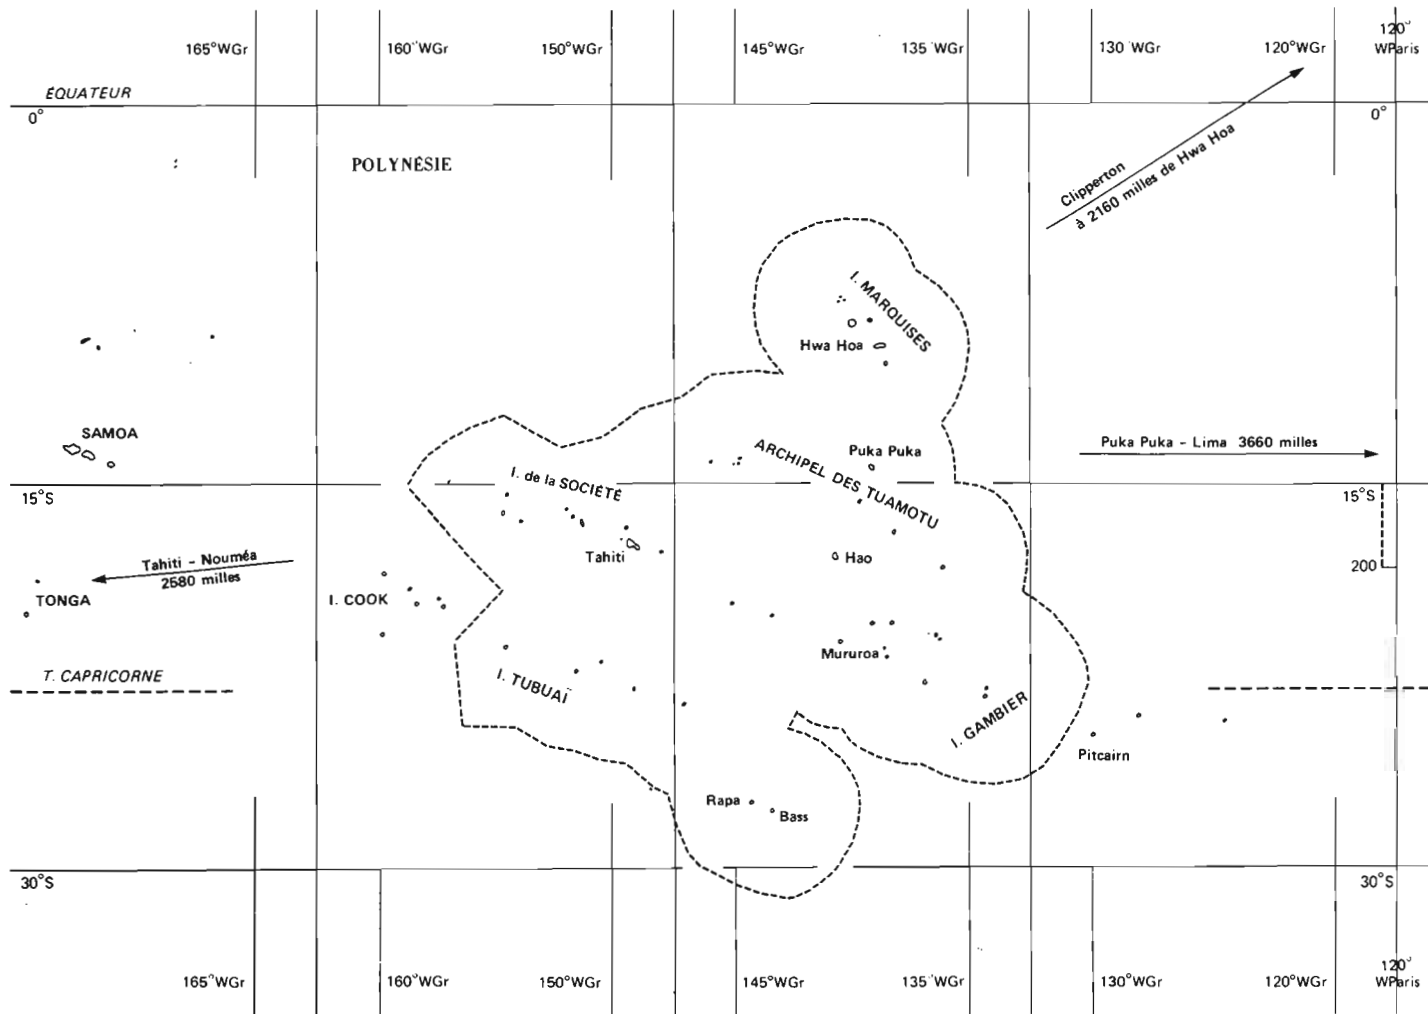 165°WGr
160°WGr
150°WGr
145°WGr
135°WGr
130°WGr
120°WGr
120°
WParis
ÉQUATEUR
0°
0°
POLYNÉSIE
Clipperton
à 2160 milles de Hwa Hoa
I. MARQUISES
Hwa Hoa
SAMOA
Puka Puka - Lima 3660 milles
Puka Puka
ARCHIPEL DES TUAMOTU
I. de la SOCIÉTÉ
15°S
15°S
Tahiti
Hao
Tahiti - Nouméa
2580 milles
200
TONGA
I. COOK
Mururoa
T. CAPRICORNE
I. TUBUAÏ
I. GAMBIER
Pitcairn
Rapa
Bass
30°S
30°S
165°WGr
160°WGr
150°WGr
145°WGr
135°WGr
130°WGr
120°WGr
120°
WParis